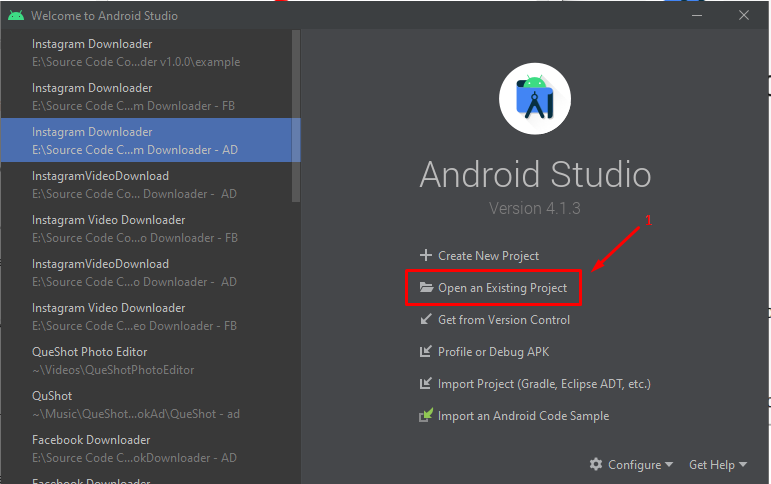 Welcome to Android Studio
Instagram Downloader
E:\Source Code Co...der v1.0.0\example
Instagram Downloader
E:\Source Code C...m Downloader - FB
Instagram Downloader
E:\Source Code C...m Downloader - AD
InstagramVideoDownload
E:\Source Code Co... Downloader - AD
Instagram Video Downloader
E:\Source Code C...o Downloader - FB
InstagramVideoDownload
E:\Source Code C...o Downloader - AD
Instagram Video Downloader
E:\Source Code C...eo Downloader - FB
QueShot Photo Editor
~\Videos\QueShotPhotoEditor
QuShot
~\Music\QueShot...okAd\QueShot - ad
Facebook Downloader
E:\Source Code C...okDownloader - AD
Facebook Downloader
Android Studio
Version 4.1.3
1
Create New Project
Open an Existing Project
Get from Version Control
Profile or Debug APK
Import Project (Gradle, Eclipse ADT, etc.)
Import an Android Code Sample
Configure
Get Help